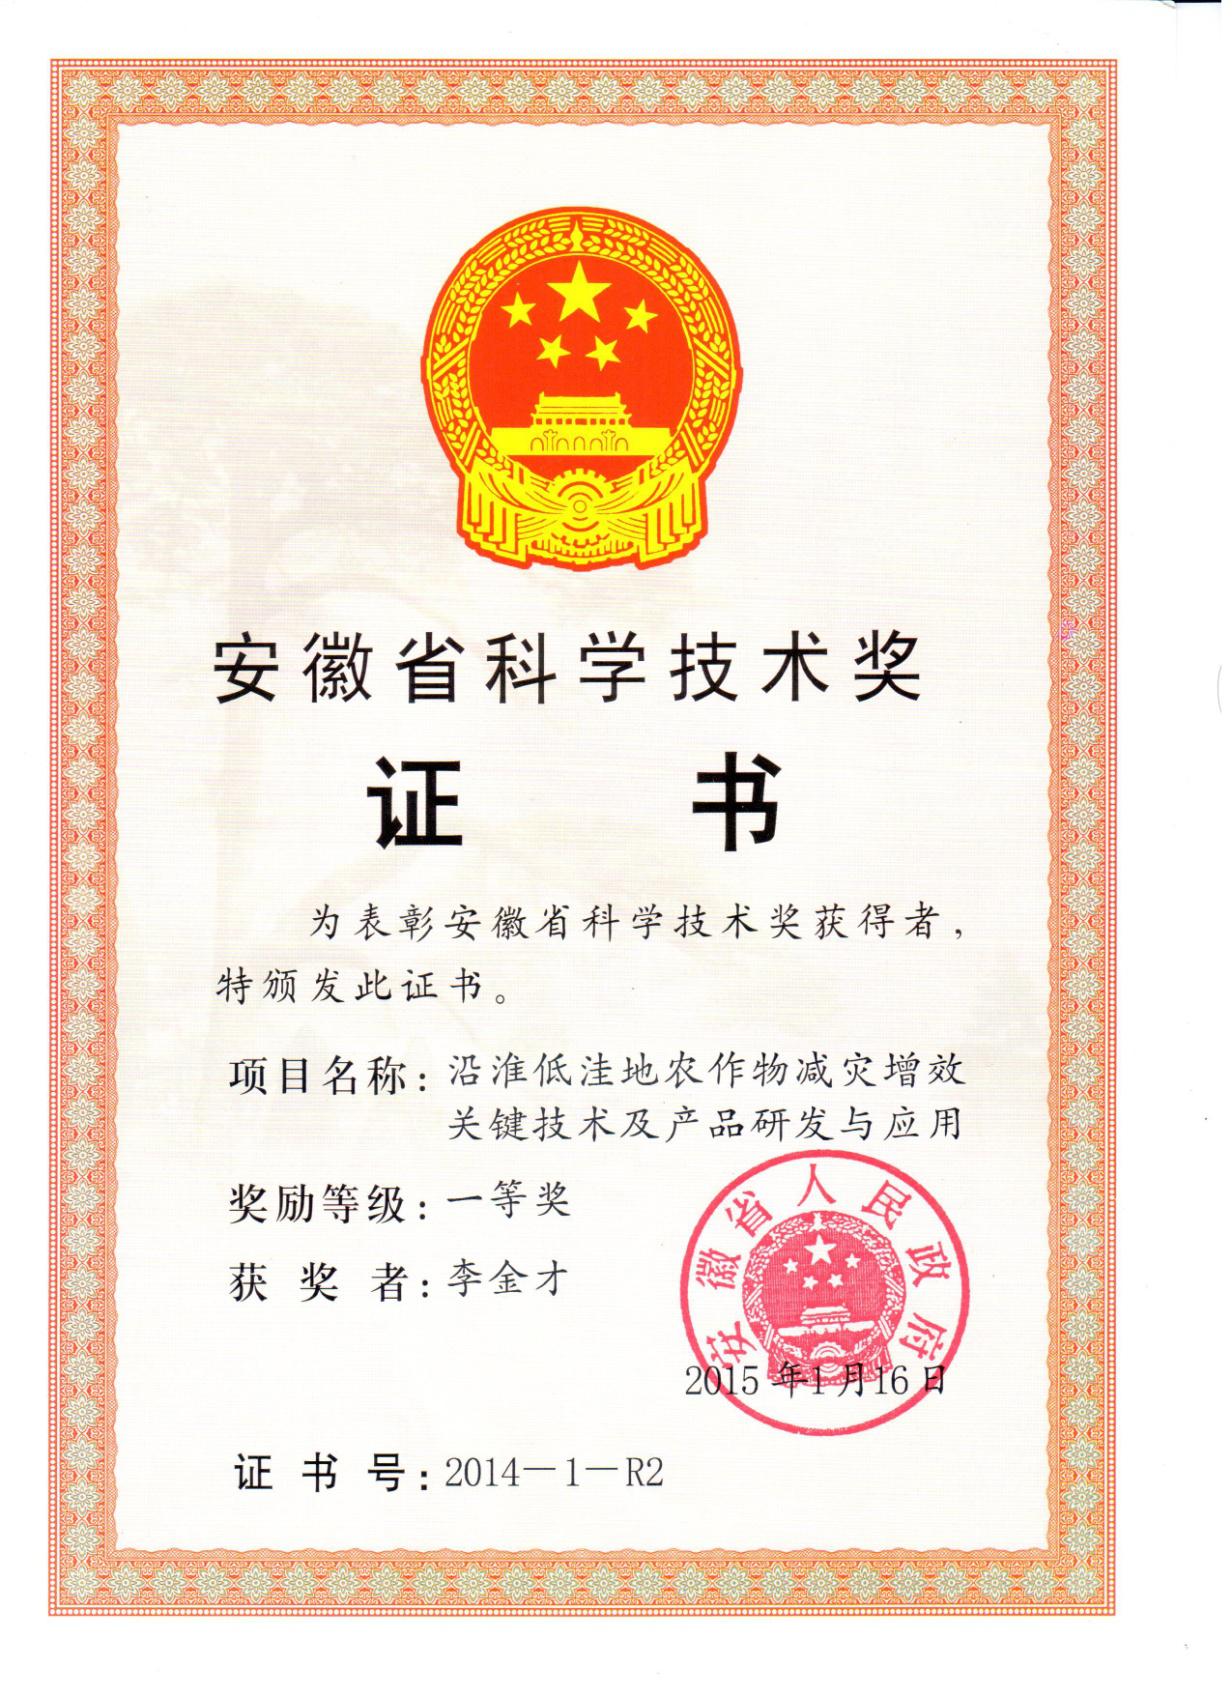 安徽省科学技术奖
证书
为表彰安徽省科学技术奖获得者,
特颁发此证书。
项目名称:沿淮低洼地农作物减灾增效
关键技术及产品研发与应用
奖励等级:一等奖
获奖者:李金才
安徽省人民政府
2015年1月16日
证书号:2014-1-R2